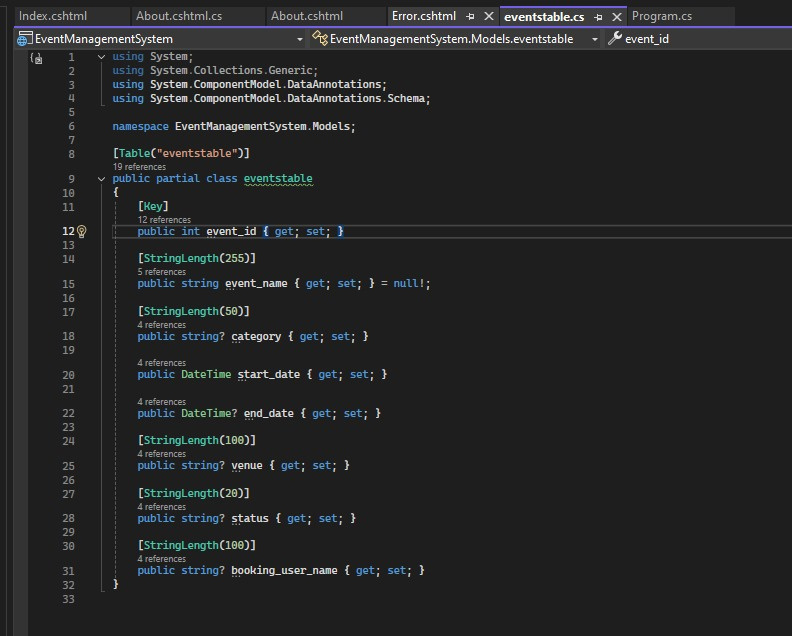 Index.cshtml About.cshtml.cs About.cshtml Error.cshtml eventstable.cs Program.cs
EventManagementSystem EventManagementSystem.Models.eventstable event_id
1 using System;
2 using System.Collections.Generic;
3 using System.ComponentModel.DataAnnotations;
4 using System.ComponentModel.DataAnnotations.Schema;
5
6 namespace EventManagementSystem.Models;
7
8 [Table("eventstable")]
19 references
9 public partial class eventstable
10 {
11 [Key]
12 references
12 public int event_id { get; set; }
13
14 [StringLength(255)]
5 references
15 public string event_name { get; set; } = null!;
16
17 [StringLength(50)]
4 references
18 public string? category { get; set; }
19
4 references
20 public DateTime start_date { get; set; }
21
4 references
22 public DateTime? end_date { get; set; }
23
24 [StringLength(100)]
4 references
25 public string? venue { get; set; }
26
27 [StringLength(20)]
4 references
28 public string? status { get; set; }
29
30 [StringLength(100)]
4 references
31 public string? booking_user_name { get; set; }
32 }
33